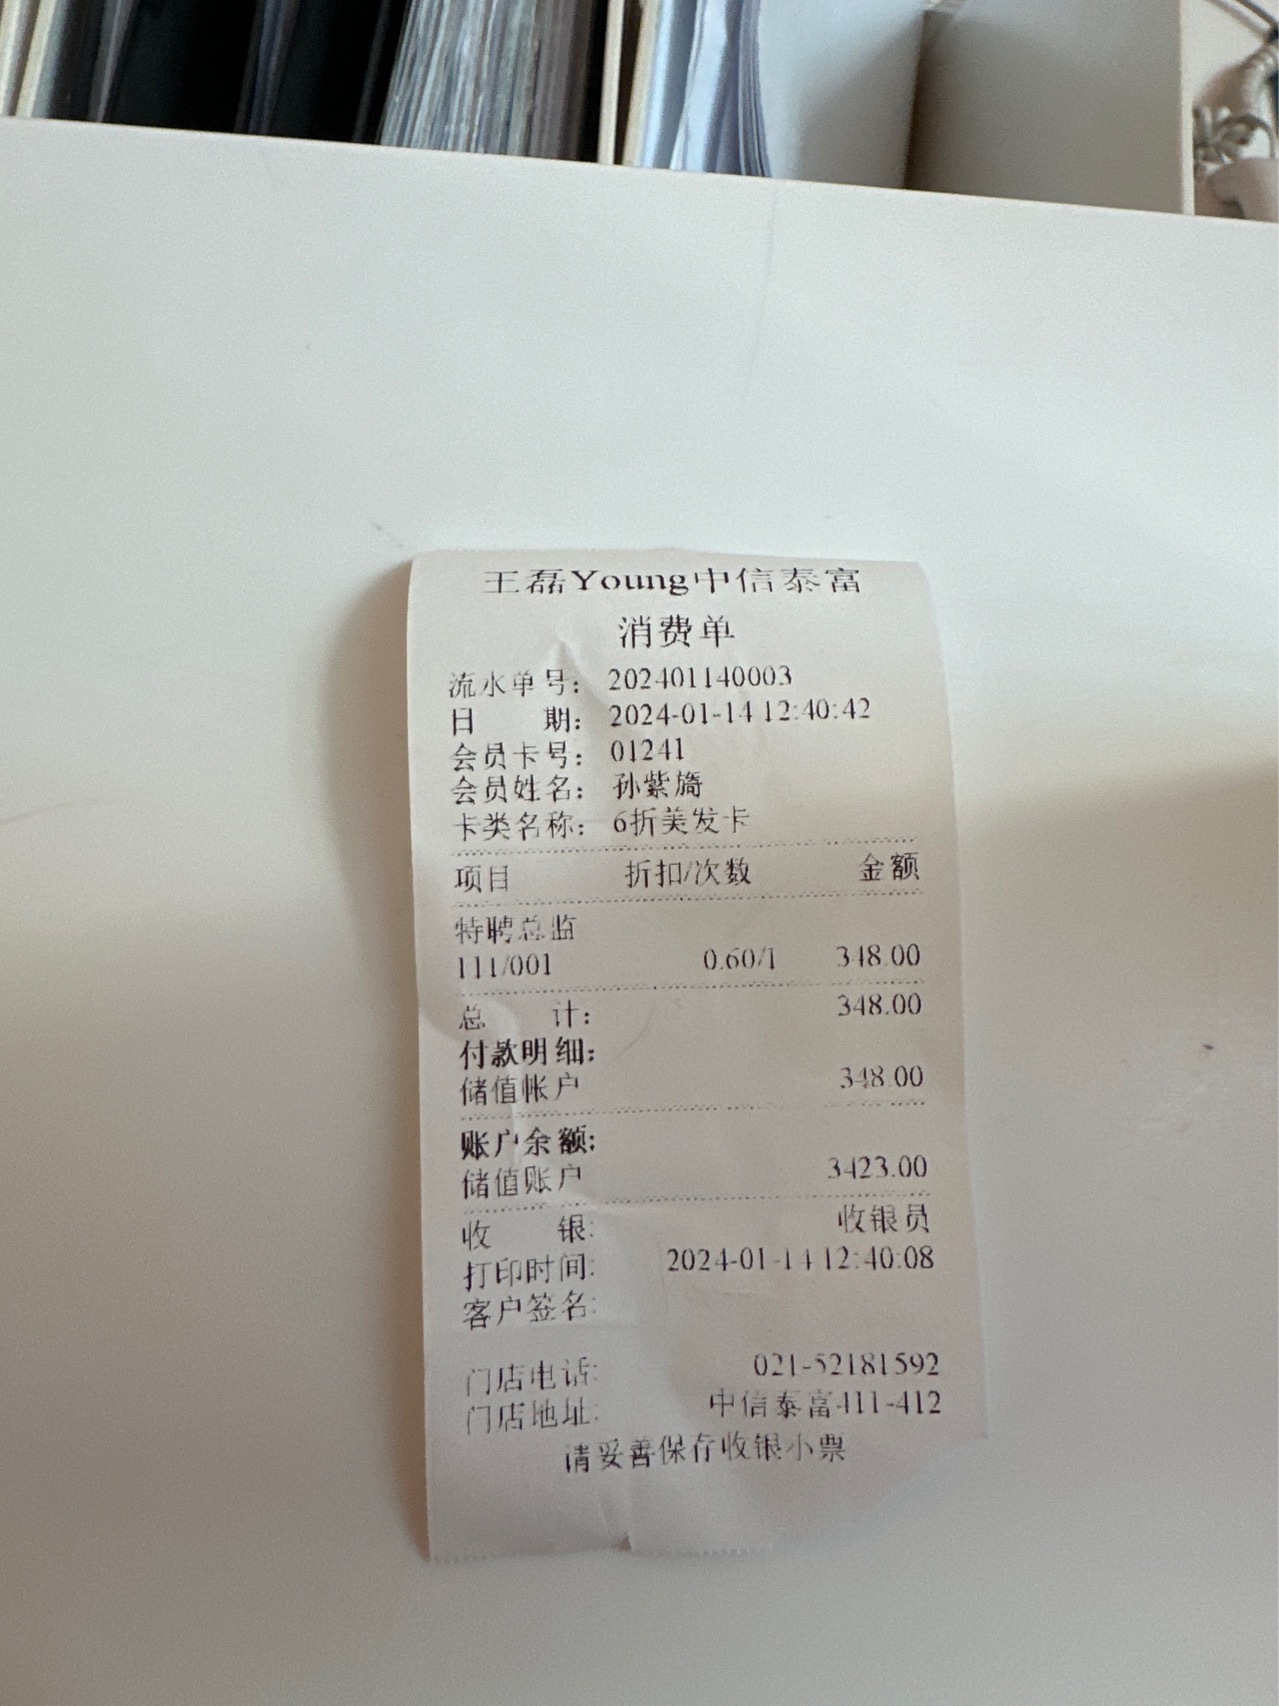 王磊Young中信泰富
消费单
流水单号： 202401140003
日 期： 2024-01-14 12:40:42
会员卡号： 01241
会员姓名： 孙紫旖
卡类名称： 6折美发卡
项目 折扣/次数 金额
特聘总监
111/001 0.60/1 348.00
总 计： 348.00
付款明细：
储值帐户 348.00
账户余额：
储值账户 3423.00
收 银: 收银员
打印时间: 2024-01-14 12:40:08
客户签名:
门店电话: 021-52181592
门店地址: 中信泰富411-412
请妥善保存收银小票